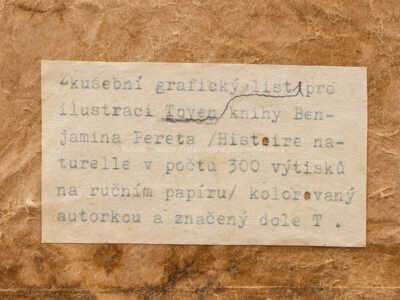 Zkušební grafický list pro
ilustraci Toyen knihy Ben-
jamina Pereta /Histoire na-
turelle v počtu 300 výtisků
na ručním papíru/ kolorovaný
autorkou a značený dole T .